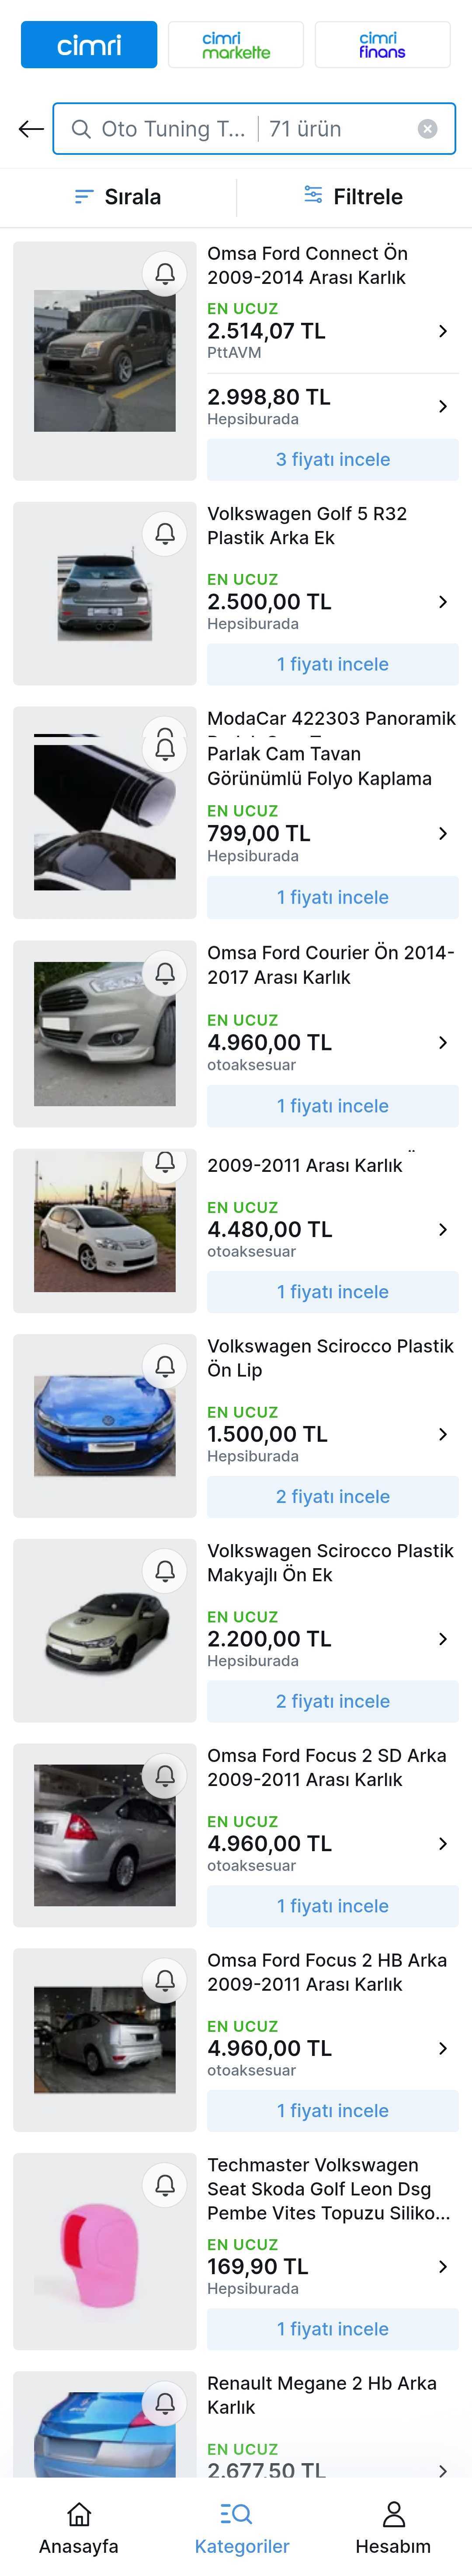 cimri
cimri
markette
cimri
finans
Oto Tuning T... | 71 ürün
Sırala
Filtrele
Omsa Ford Connect Ön
2009-2014 Arası Karlık
EN UCUZ
2.514,07 TL
PttAVM
2.998,80 TL
Hepsiburada
3 fiyatı incele
Volkswagen Golf 5 R32
Plastik Arka Ek
EN UCUZ
2.500,00 TL
Hepsiburada
1 fiyatı incele
ModaCar 422303 Panoramik
Parlak Cam Tavan
Görünümlü Folyo Kaplama
EN UCUZ
799,00 TL
Hepsiburada
1 fiyatı incele
Omsa Ford Courier Ön 2014-
2017 Arası Karlık
EN UCUZ
4.960,00 TL
otoaksesuar
1 fiyatı incele
2009-2011 Arası Karlık
EN UCUZ
4.480,00 TL
otoaksesuar
1 fiyatı incele
Volkswagen Scirocco Plastik
Ön Lip
EN UCUZ
1.500,00 TL
Hepsiburada
2 fiyatı incele
Volkswagen Scirocco Plastik
Makyajlı Ön Ek
EN UCUZ
2.200,00 TL
Hepsiburada
2 fiyatı incele
Omsa Ford Focus 2 SD Arka
2009-2011 Arası Karlık
EN UCUZ
4.960,00 TL
otoaksesuar
1 fiyatı incele
Omsa Ford Focus 2 HB Arka
2009-2011 Arası Karlık
EN UCUZ
4.960,00 TL
otoaksesuar
1 fiyatı incele
Techmaster Volkswagen
Seat Skoda Golf Leon Dsg
Pembe Vites Topuzu Siliko...
EN UCUZ
169,90 TL
Hepsiburada
1 fiyatı incele
Renault Megane 2 Hb Arka
Karlık
EN UCUZ
2.677,50 TL
Anasayfa
Kategoriler
Hesabım